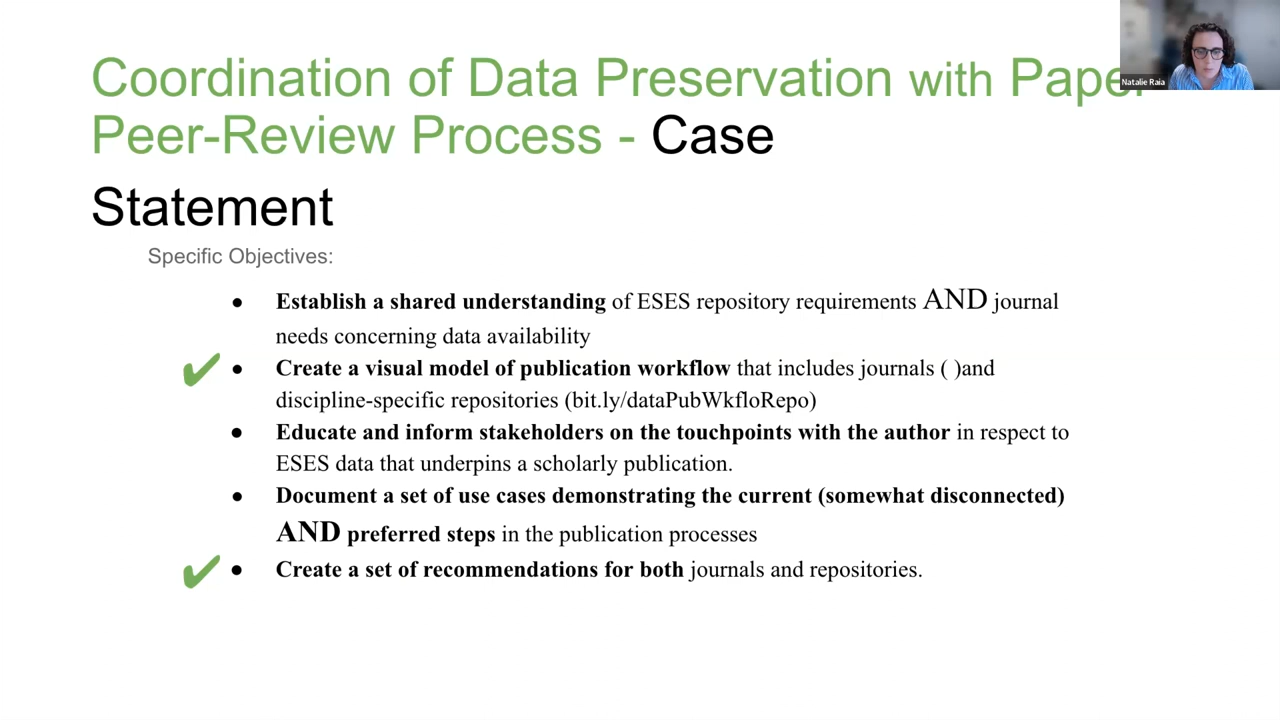 Coordination of Data Preservation with Paper
Natalie Raia
Peer-Review Process - Case
Statement
Specific Objectives:
● Establish a shared understanding of ESES repository requirements AND journal
needs concerning data availability
✔ ● Create a visual model of publication workflow that includes journals ( )and
discipline-specific repositories (bit.ly/dataPubWkfloRepo)
● Educate and inform stakeholders on the touchpoints with the author in respect to
ESES data that underpins a scholarly publication.
● Document a set of use cases demonstrating the current (somewhat disconnected)
AND preferred steps in the publication processes
✔ ● Create a set of recommendations for both journals and repositories.